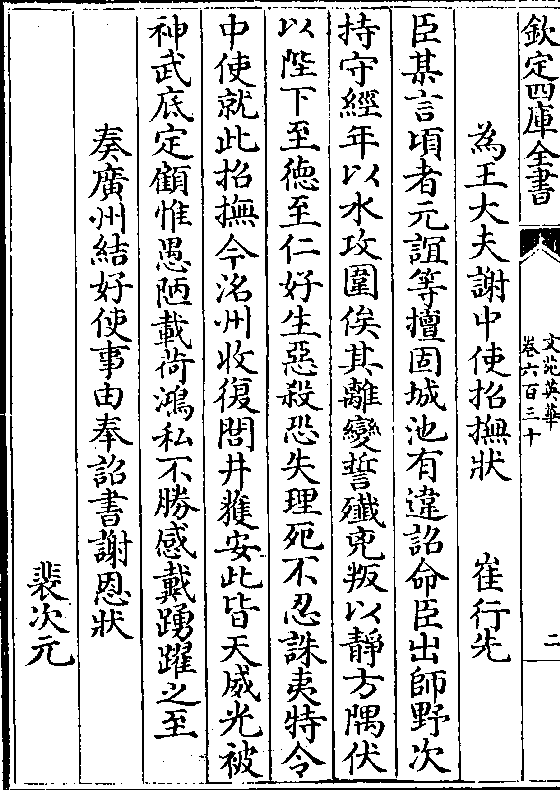 欽定四庫全書
文苑英華
卷六百三十
二
為王大夫謝中使招撫狀　崔行先
臣某言頃者元誼等擅固城池有違詔命臣出師野次
持守經年以水攻圍俟其離變誓殲兇叛以靜方隅伏
以陛下至德至仁好生惡殺恐失理死不忍誅夷特令
中使就此招撫今洺州收復閭井獲安此皆天威光被
神武底定顧惟愚陋載荷鴻私不勝感戴踴躍之至
奏廣州結好使事由奉詔書謝恩狀
裴次元